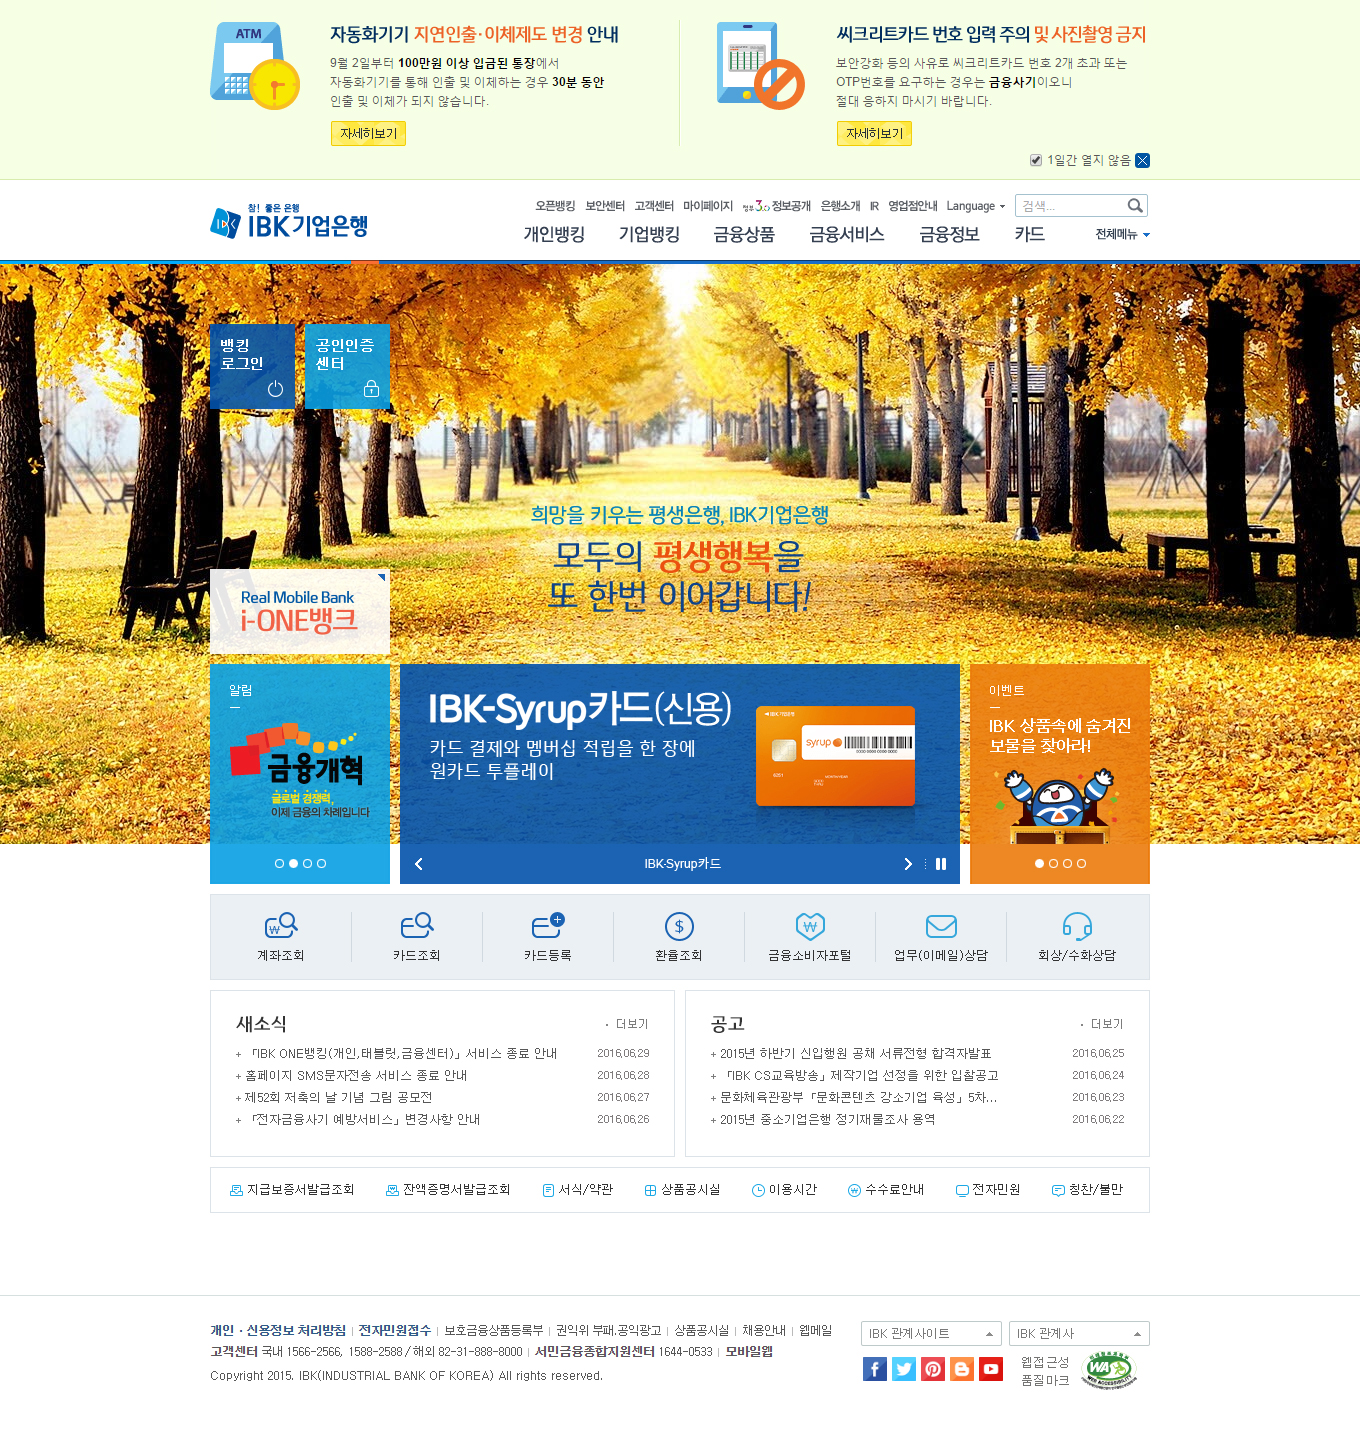 ATM
자동화기기 지연인출·이체제도 변경 안내
9월 2일부터 100만원 이상 입금된 통장에서
자동화기기를 통해 인출 및 이체하는 경우 30분 동안
인출 및 이체가 되지 않습니다.
자세히보기
씨크리트카드 번호 입력 주의 및 사진촬영 금지
보안강화 등의 사유로 씨크리트카드 번호 2개 초과 또는
OTP번호를 요구하는 경우는 금융사기이오니
절대 응하지 마시기 바랍니다.
자세히보기
1일간 열지 않음
참! 좋은 은행
IBK기업은행
오픈뱅킹 보안센터 고객센터 마이페이지 정부3.0 정보공개 은행소개 IR 영업점안내 Language
검색...
개인뱅킹 기업뱅킹 금융상품 금융서비스 금융정보 카드 전체메뉴
뱅킹
로그인
공인인증
센터
희망을 키우는 평생은행, IBK기업은행
모두의 평생행복을
또 한번 이어갑니다!
Real Mobile Bank
i-ONE뱅크
알림
금융개혁
글로벌 경쟁력,
이제 금융의 차례입니다
IBK-Syrup카드(신용)
카드 결제와 멤버십 적립을 한 장에
원카드 투플레이
IBK기업은행
syrup
IBK-Syrup카드
이벤트
IBK 상품속에 숨겨진
보물을 찾아라!
계좌조회 카드조회 카드등록 환율조회 금융소비자포털 업무(이메일)상담 화상/수화상담
새소식
더보기
「IBK ONE뱅킹(개인,태블릿,금융센터)」 서비스 종료 안내 2016.06.29
홈페이지 SMS문자전송 서비스 종료 안내 2016.06.28
제52회 저축의 날 기념 그림 공모전 2016.06.27
「전자금융사기 예방서비스」 변경사항 안내 2016.06.26
공고
더보기
2015년 하반기 신입행원 공채 서류전형 합격자발표 2016.06.25
「IBK CS교육방송」 제작기업 선정을 위한 입찰공고 2016.06.24
문화체육관광부 「문화콘텐츠 강소기업 육성」 5차... 2016.06.23
2015년 중소기업은행 정기재물조사 용역 2016.06.22
지급보증서발급조회 잔액증명서발급조회 서식/약관 상품공시실 이용시간 수수료안내 전자민원 칭찬/불만
개인·신용정보 처리방침 | 전자민원접수 | 보호금융상품등록부 | 권익위 부패.공익광고 | 상품공시실 | 채용안내 | 웹메일
고객센터 국내 1566-2566, 1588-2588 / 해외 82-31-888-8000 | 서민금융종합지원센터 1644-0533 | 모바일웹
Copyright 2015. IBK(INDUSTRIAL BANK OF KOREA) All rights reserved.
IBK 관계사이트
IBK 관계사
웹접근성
품질마크
WA
WEB ACCESSIBILITY